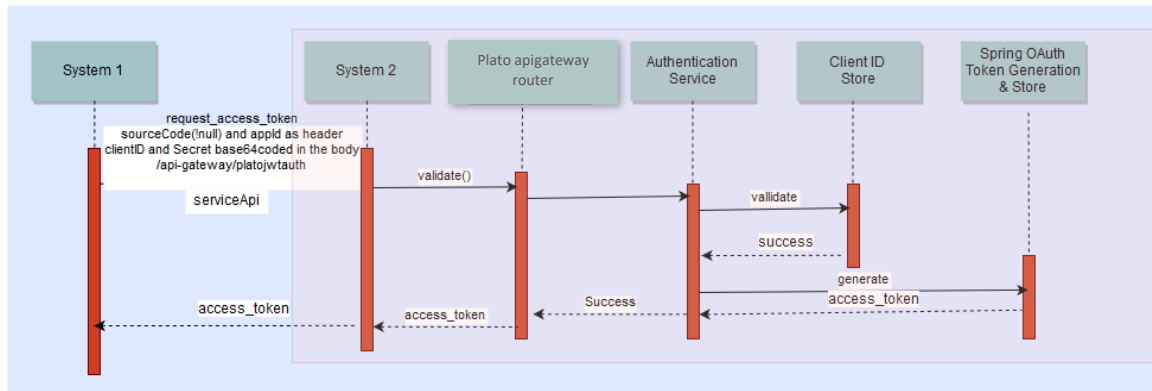 System 1
System 2
Plato apigateway
router
Authentication
Service
Client ID
Store
Spring OAuth
Token Generation
& Store
request_access_token
sourceCode(!null) and appId as header
clientID and Secret base64coded in the body
/api-gateway/platojwtauth
serviceApi
validate()
vallidate
success
generate
access_token
Success
access_token
access_token